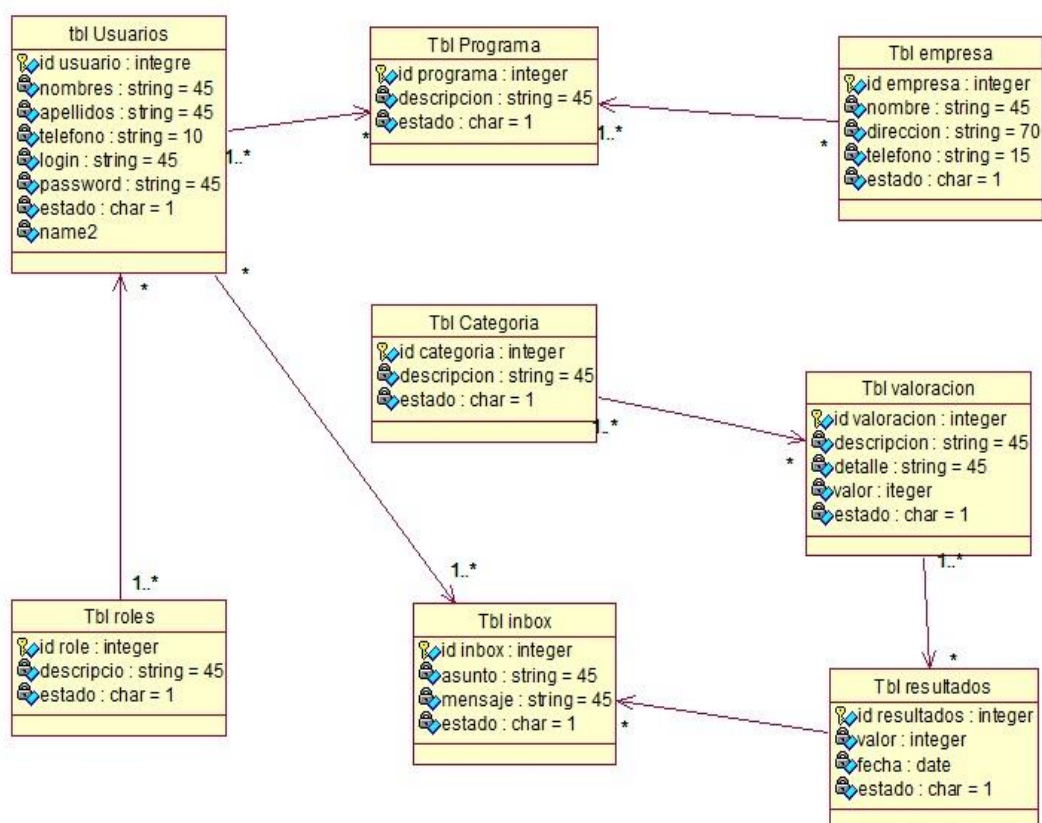 tbl Usuarios
id usuario : integre
nombres : string = 45
apellidos : string = 45
telefono : string = 10
login : string = 45
password : string = 45
estado : char = 1
name2
Tbl Programa
id programa : integer
descripcion : string = 45
estado : char = 1
Tbl empresa
id empresa : integer
nombre : string = 45
direccion : string = 70
telefono : string = 15
estado : char = 1
1..*
*
1..*
*
*
*
Tbl Categoria
id categoria : integer
descripcion : string = 45
estado : char = 1
1..*
*
Tbl valoracion
id valoracion : integer
descripcion : string = 45
detalle : string = 45
valor : iteger
estado : char = 1
1..*
*
1..*
1..*
Tbl roles
id role : integer
descripcio : string = 45
estado : char = 1
Tbl inbox
id inbox : integer
asunto : string = 45
mensaje : string = 45
estado : char = 1
*
Tbl resultados
id resultados : integer
valor : integer
fecha : date
estado : char = 1